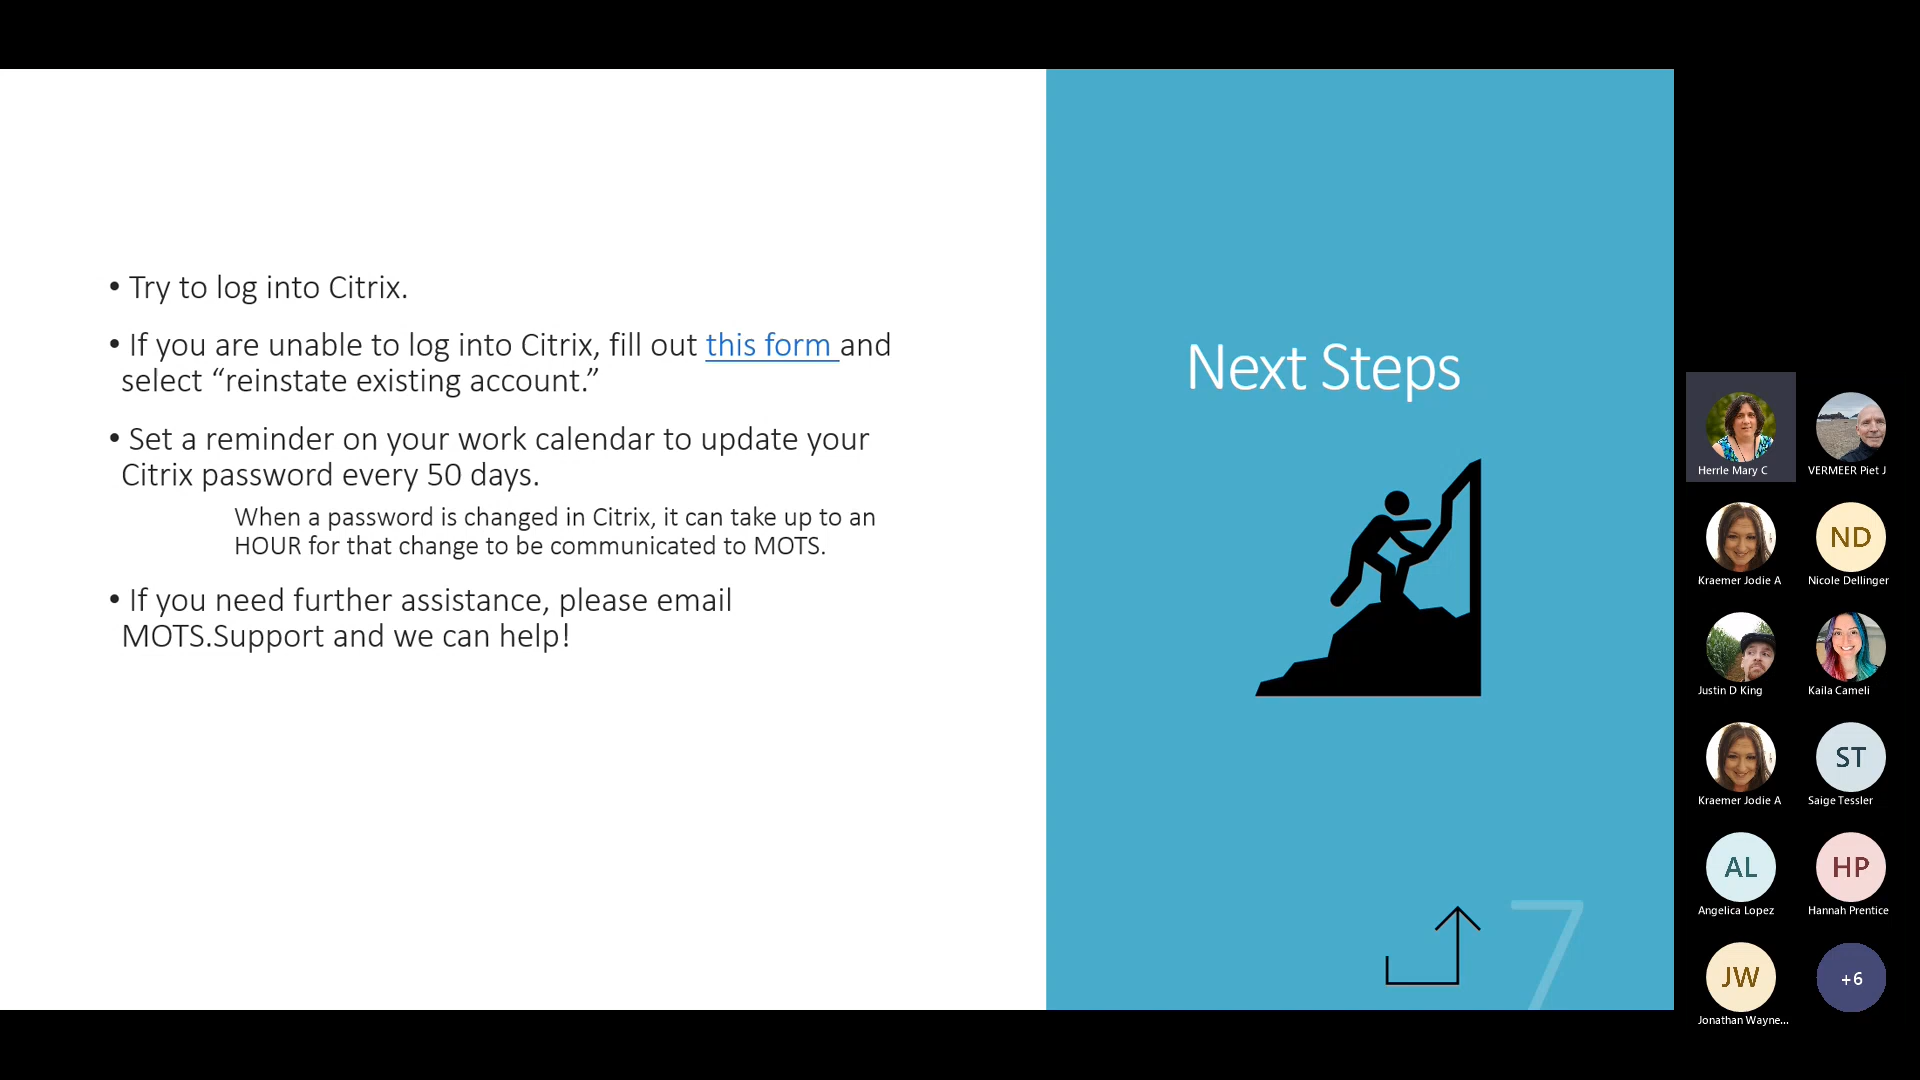 • Try to log into Citrix.
• If you are unable to log into Citrix, fill out this form and
select “reinstate existing account.”
• Set a reminder on your work calendar to update your
Citrix password every 50 days.
When a password is changed in Citrix, it can take up to an
HOUR for that change to be communicated to MOTS.
• If you need further assistance, please email
MOTS.Support and we can help!
Next Steps
7
Herrle Mary C
VERMEER Piet J
Kraemer Jodie A
ND
Nicole Dellinger
Justin D King
Kaila Cameli
Kraemer Jodie A
ST
Saige Tessler
AL
Angelica Lopez
HP
Hannah Prentice
JW
Jonathan Wayne...
+6